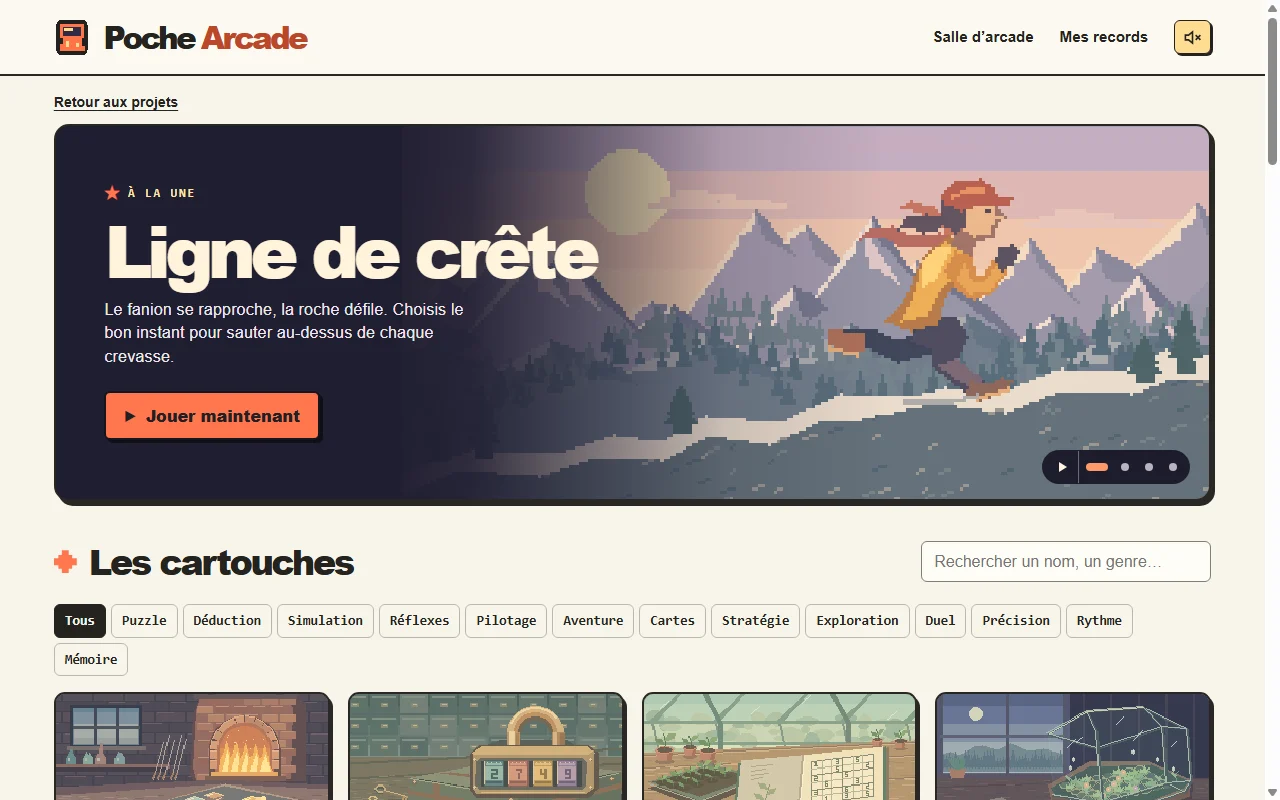 Poche Arcade
Salle d’arcade
Mes records
Retour aux projets
À LA UNE
Ligne de crête
Le fanion se rapproche, la roche défile. Choisis le
bon instant pour sauter au-dessus de chaque
crevasse.
Jouer maintenant
Les cartouches
Rechercher un nom, un genre…
Tous
Puzzle
Déduction
Simulation
Réflexes
Pilotage
Aventure
Cartes
Stratégie
Exploration
Duel
Précision
Rythme
Mémoire
2 7 4 9